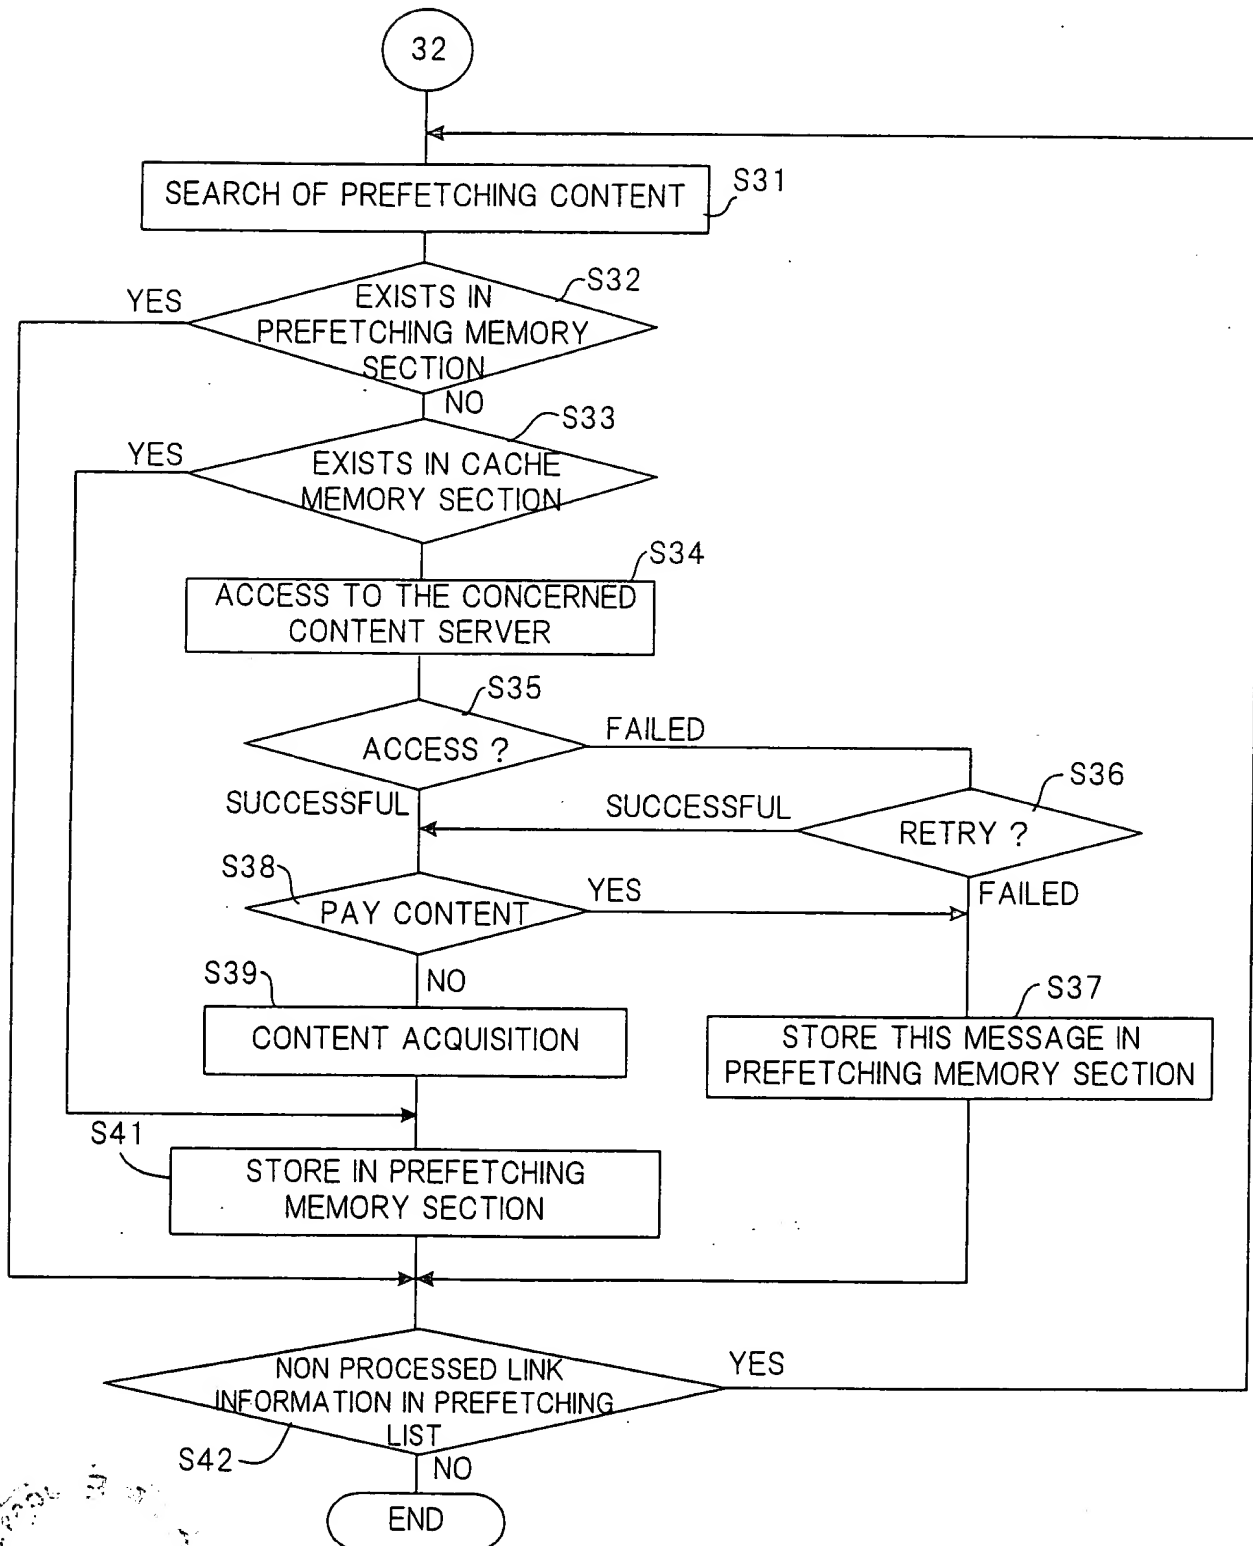 32
SEARCH OF PREFETCHING CONTENT
S31
S32
YES
EXISTS IN
PREFETCHING MEMORY
SECTION
NO
S33
YES
EXISTS IN CACHE
MEMORY SECTION
S34
ACCESS TO THE CONCERNED
CONTENT SERVER
S35
ACCESS ?
FAILED
SUCCESSFUL
SUCCESSFUL
S36
RETRY ?
FAILED
S38
PAY CONTENT
YES
NO
S39
CONTENT ACQUISITION
S37
STORE THIS MESSAGE IN
PREFETCHING MEMORY SECTION
S41
STORE IN PREFETCHING
MEMORY SECTION
NON PROCESSED LINK
INFORMATION IN PREFETCHING
LIST
YES
S42
NO
END